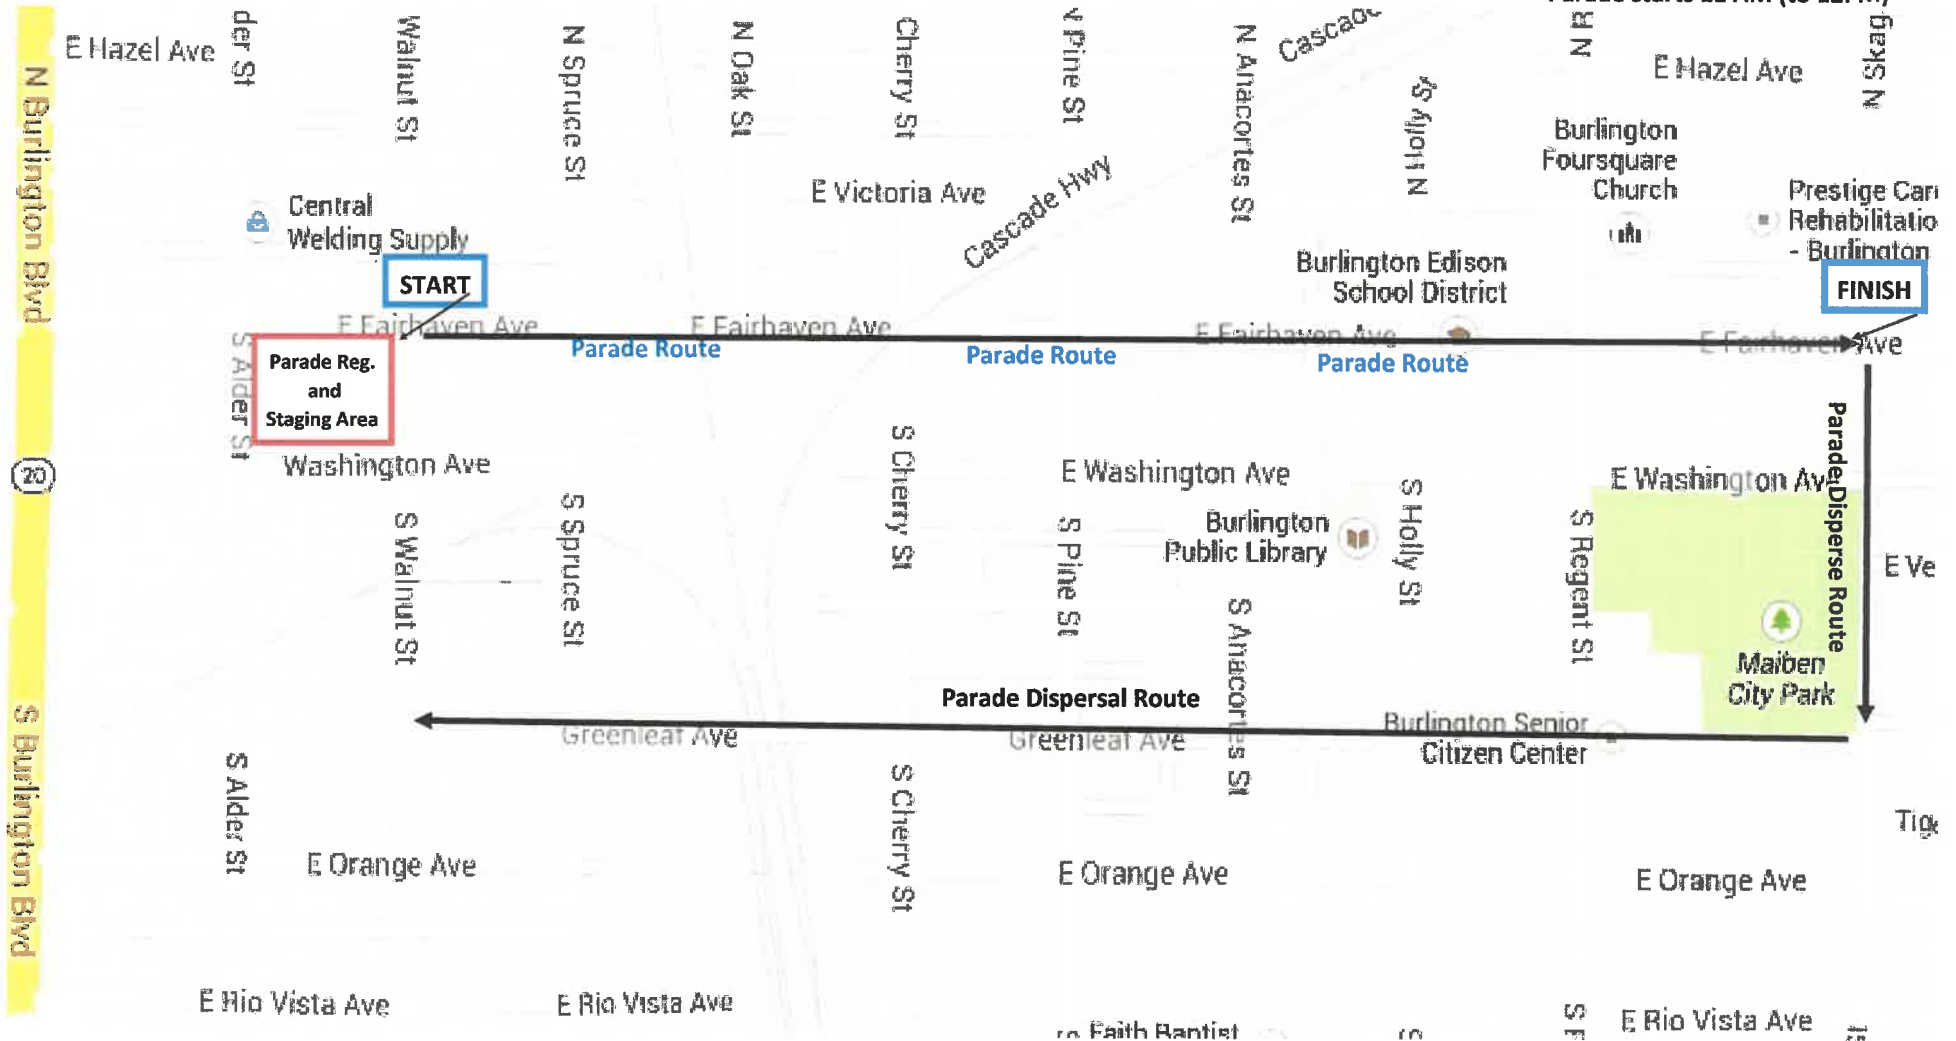 E Hazel Ave
der St
Walnut St
N Spruce St
N Oak St
Cherry St
Pine St
N Anacortes St
Cascade
N Holly St
E Hazel Ave
N Skag
N Burlington Blvd
Central
Welding Supply
E Victoria Ave
Cascade Hwy
Burlington
Foursquare
Church
Prestige Car
Rehabilitatio
- Burlington
Burlington Edison
School District
START
FINISH
E Fairhaven Ave
E Fairhaven Ave
E Fairhaven Ave
E Fairhaven Ave
Parade Route
Parade Route
Parade Route
S Alder St
Parade Reg.
and
Staging Area
Washington Ave
20
S Cherry St
E Washington Ave
E Washington Av
Parade Disperse Route
S Walnut St
S Spruce St
S Pine St
Burlington
Public Library
S Holly St
S Regent St
E Ve
S Anacortes St
Maiben
City Park
Parade Dispersal Route
Greenleaf Ave
Greenleaf Ave
Burlington Senior
Citizen Center
S Burlington Blvd
S Alder St
S Cherry St
Tig
E Orange Ave
E Orange Ave
E Orange Ave
E Rio Vista Ave
E Rio Vista Ave
Faith Baptist
E Rio Vista Ave